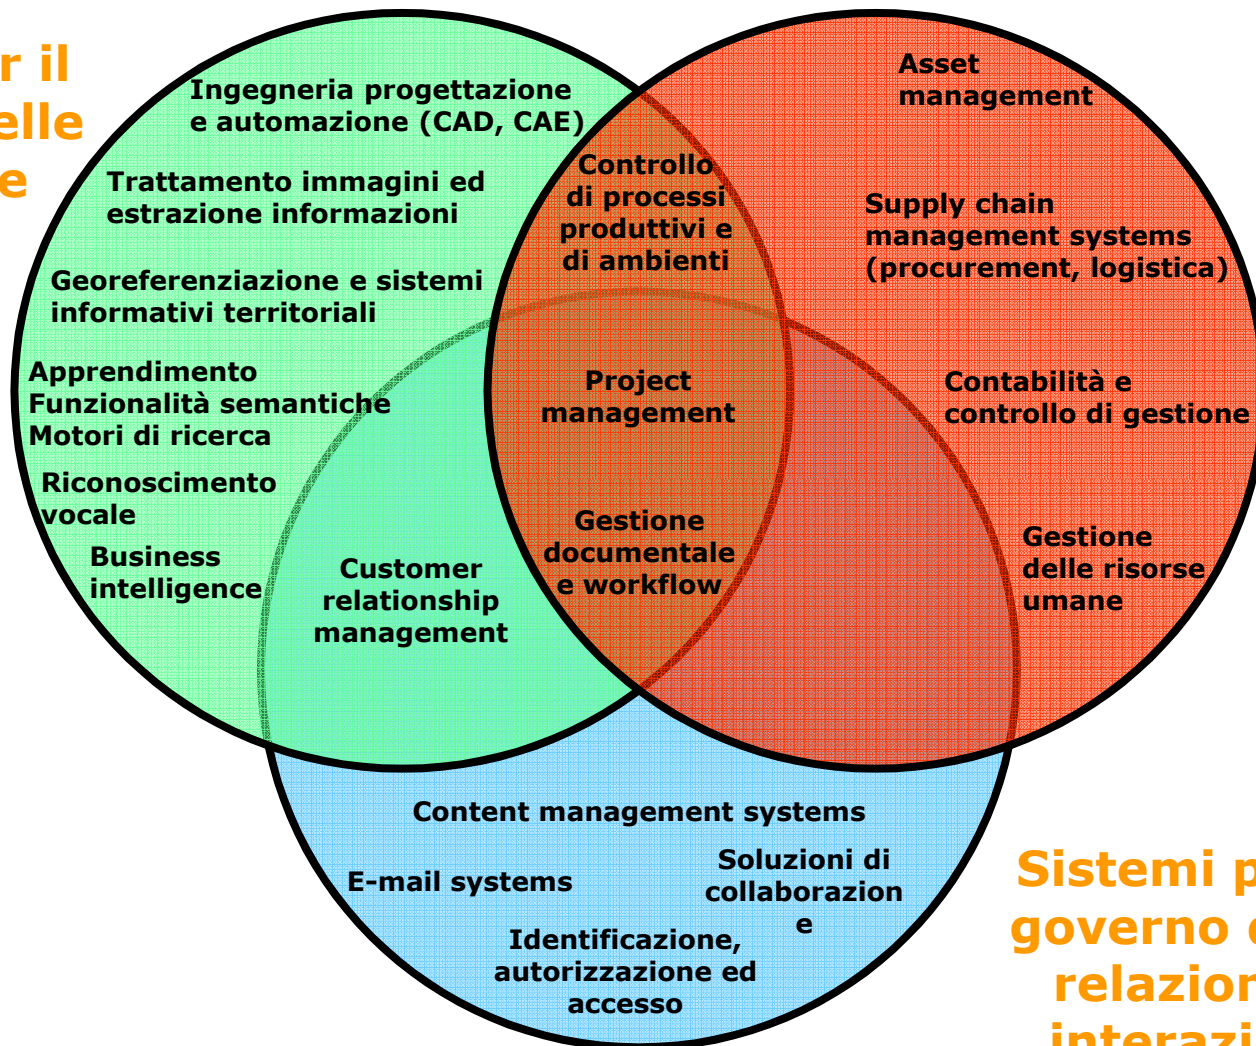 r il
elle
e
Ingegneria progettazione
e automazione (CAD, CAE)
Trattamento immagini ed
estrazione informazioni
Georeferenziazione e sistemi
informativi territoriali
Apprendimento
Funzionalità semantiche
Motori di ricerca
Riconoscimento
vocale
Business
intelligence
Customer
relationship
management
Controllo
di processi
produttivi e
di ambienti
Project
management
Gestione
documentale
e workflow
Asset
management
Supply chain
management systems
(procurement, logistica)
Contabilità e
controllo di gestione
Gestione
delle risorse
umane
Content management systems
E-mail systems
Soluzioni di
collaborazion
e
Identificazione,
autorizzazione ed
accesso
Sistemi p
governo
relazion
interazi